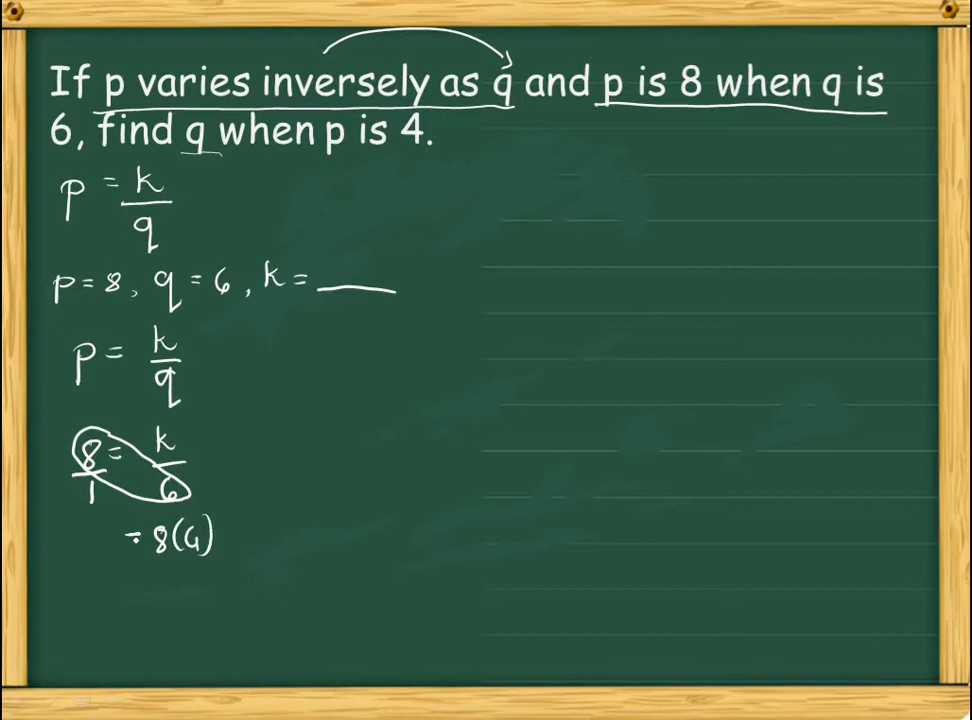 If p varies inversely as q and p is 8 when q is
6, find q when p is 4.
p = k/q
p = 8, q = 6, k = ____
p = k/q
8/1 = k/6
= 8(6)